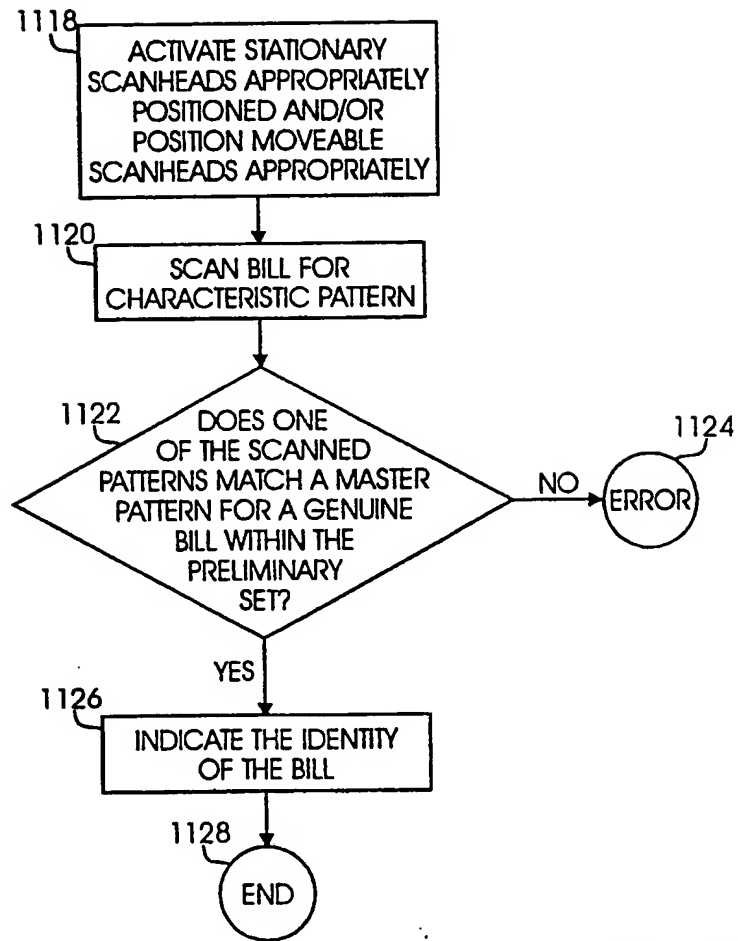 1118
ACTIVATE STATIONARY
SCANHEADS APPROPRIATELY
POSITIONED AND/OR
POSITION MOVEABLE
SCANHEADS APPROPRIATELY
1120
SCAN BILL FOR
CHARACTERISTIC PATTERN
1122
DOES ONE
OF THE SCANNED
PATTERNS MATCH A MASTER
PATTERN FOR A GENUINE
BILL WITHIN THE
PRELIMINARY
SET?
NO
1124
ERROR
YES
1126
INDICATE THE IDENTITY
OF THE BILL
1128
END